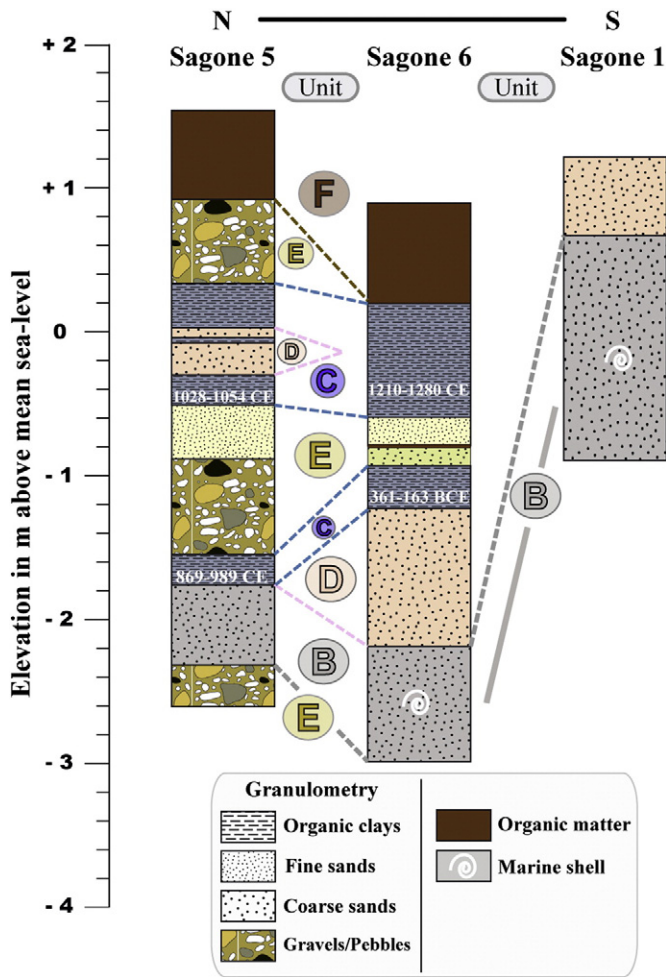 N S
Sagone 5 Sagone 6 Sagone 1
Unit Unit
Elevation in m above mean sea-level
+ 2
+ 1
0
- 1
- 2
- 3
- 4
F
E
D
C
1028-1054 CE
1210-1280 CE
E
361-163 BCE
B
C
869-989 CE
D
B
E
Granulometry
Organic clays
Fine sands
Coarse sands
Gravels/Pebbles
Organic matter
Marine shell